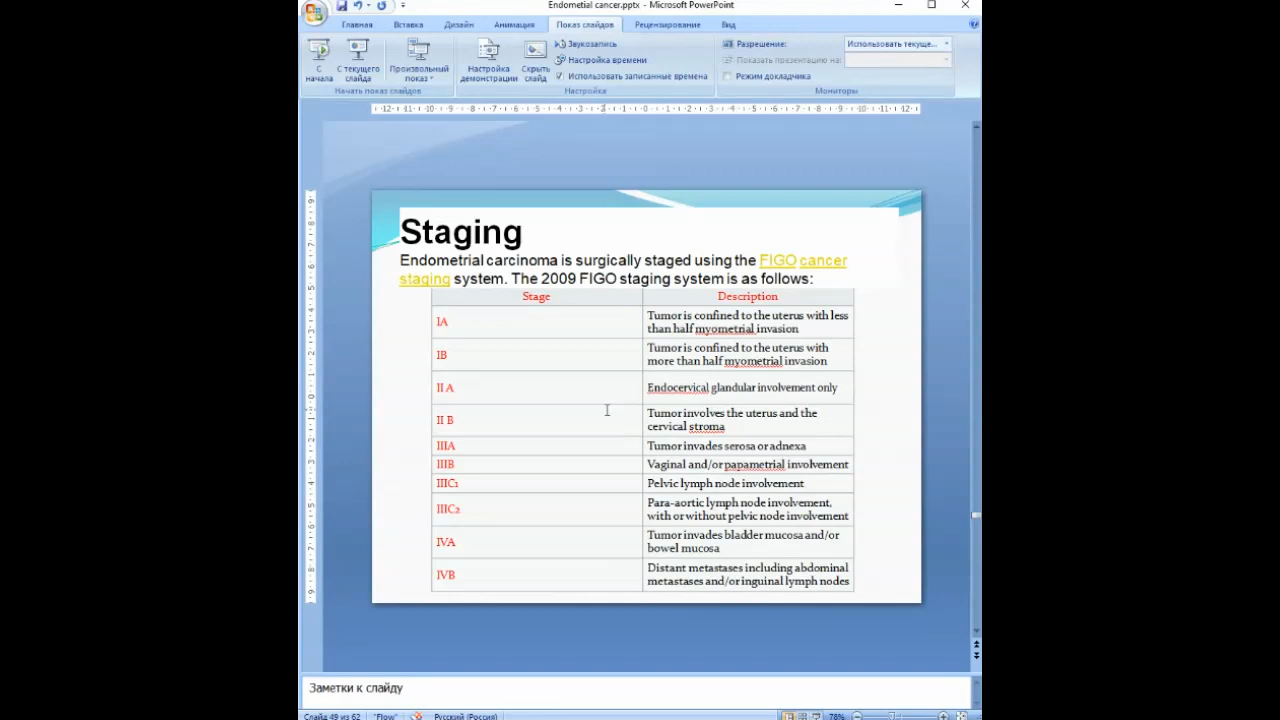 Endometial cancer.pptx - Microsoft PowerPoint
Главная Вставка Дизайн Анимация Показ слайдов Рецензирование Вид
С начала
С текущего слайда
Произвольный показ
Настройка демонстрации
Скрыть слайд
Звукозапись
Настройка времени
Использовать записанные времена
Разрешение: Использовать текуще...
Показать презентацию на:
Режим докладчика
Начать показ слайдов Настройка Мониторы
Staging
Endometrial carcinoma is surgically staged using the FIGO cancer
staging system. The 2009 FIGO staging system is as follows:
Stage Description
IA Tumor is confined to the uterus with less
than half myometrial invasion
IB Tumor is confined to the uterus with
more than half myometrial invasion
II A Endocervical glandular involvement only
II B Tumor involves the uterus and the
cervical stroma
IIIA Tumor invades serosa or adnexa
IIIB Vaginal and/or papametrial involvement
IIIC1 Pelvic lymph node involvement
IIIC2 Para-aortic lymph node involvement,
with or without pelvic node involvement
IVA Tumor invades bladder mucosa and/or
bowel mucosa
IVB Distant metastases including abdominal
metastases and/or inguinal lymph nodes
Заметки к слайду
Слайд 49 из 62 "Flow" Русский (Россия) 78%